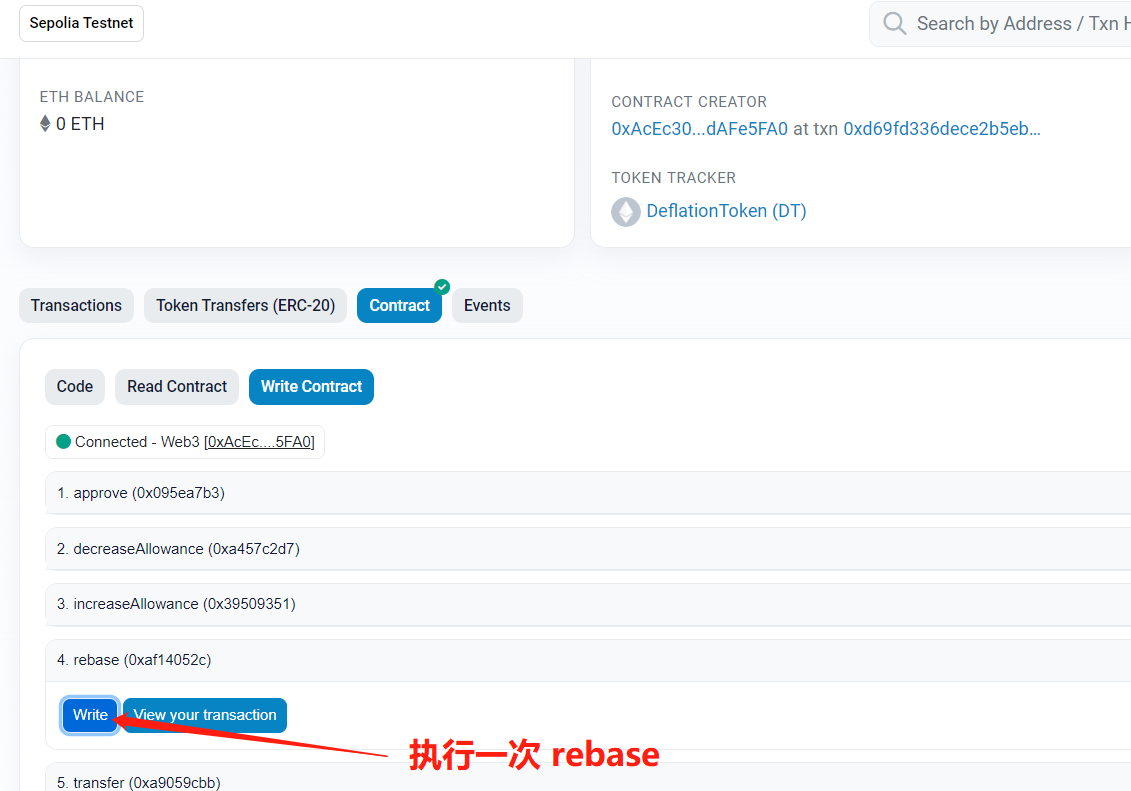 Sepolia Testnet
Search by Address / Txn H
ETH BALANCE
0 ETH
CONTRACT CREATOR
0xAcEc30...dAFe5FA0 at txn 0xd69fd336dece2b5eb...
TOKEN TRACKER
DeflationToken (DT)
Transactions
Token Transfers (ERC-20)
Contract
Events
Code
Read Contract
Write Contract
Connected - Web3 [0xAcEc....5FA0]
1. approve (0x095ea7b3)
2. decreaseAllowance (0xa457c2d7)
3. increaseAllowance (0x39509351)
4. rebase (0xaf14052c)
Write
View your transaction
执行一次 rebase
5. transfer (0xa9059cbb)